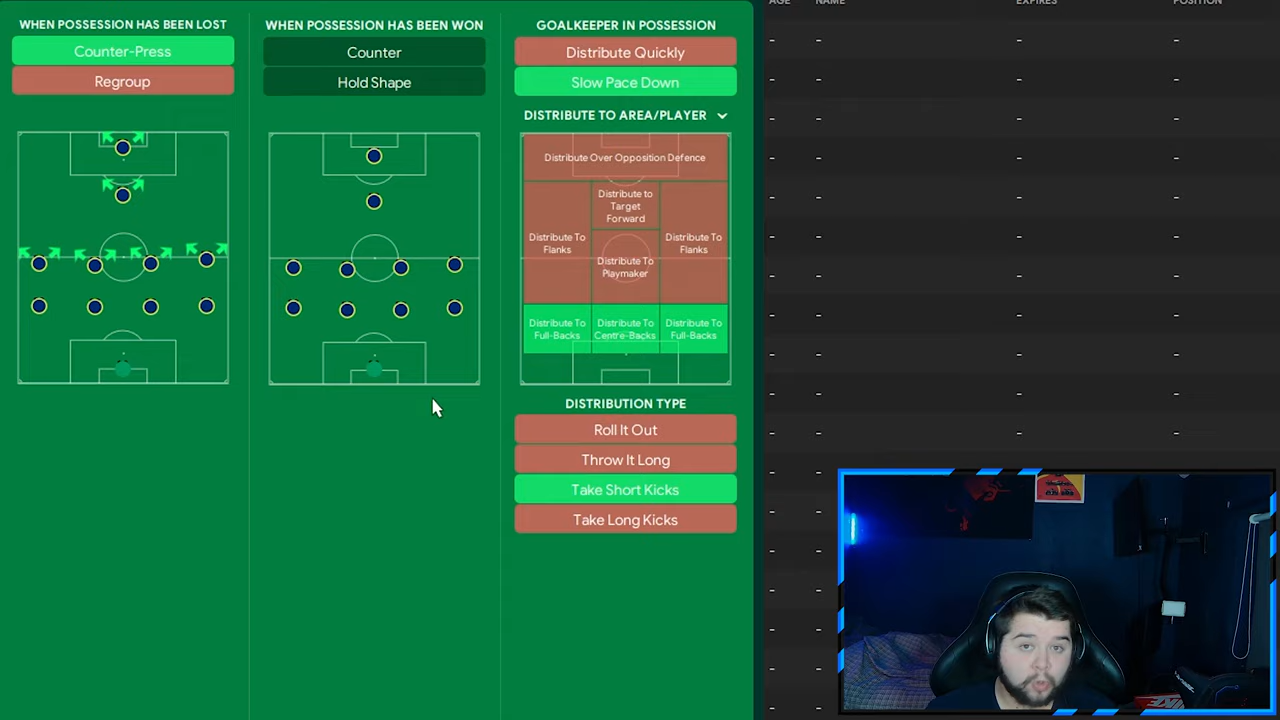 AGE NAME EXPIRES POSITION
WHEN POSSESSION HAS BEEN LOST
Counter-Press
Regroup
WHEN POSSESSION HAS BEEN WON
Counter
Hold Shape
GOALKEEPER IN POSSESSION
Distribute Quickly
Slow Pace Down
DISTRIBUTE TO AREA/PLAYER
Distribute Over Opposition Defence
Distribute to
Target
Forward
Distribute To
Flanks
Distribute To
Playmaker
Distribute To
Flanks
Distribute To
Full-Backs
Distribute To
Centre-Backs
Distribute To
Full-Backs
DISTRIBUTION TYPE
Roll It Out
Throw It Long
Take Short Kicks
Take Long Kicks